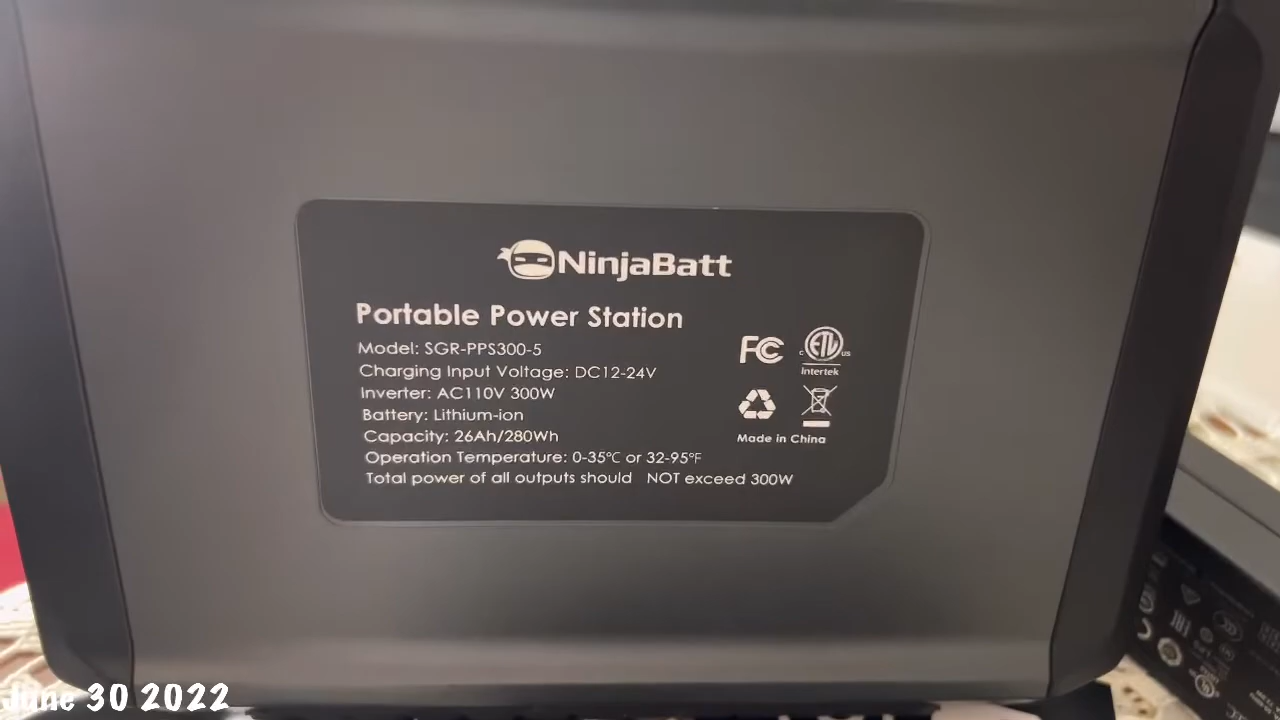 NinjaBatt
Portable Power Station
Model: SGR-PPS300-5
Charging Input Voltage: DC12-24V
Inverter: AC110V 300W
Battery: Lithium-ion
Capacity: 26Ah/280Wh
Operation Temperature: 0-35℃ or 32-95℉
Total power of all outputs should NOT exceed 300W
FC
c ETL us
Intertek
Made in China
June 30 2022